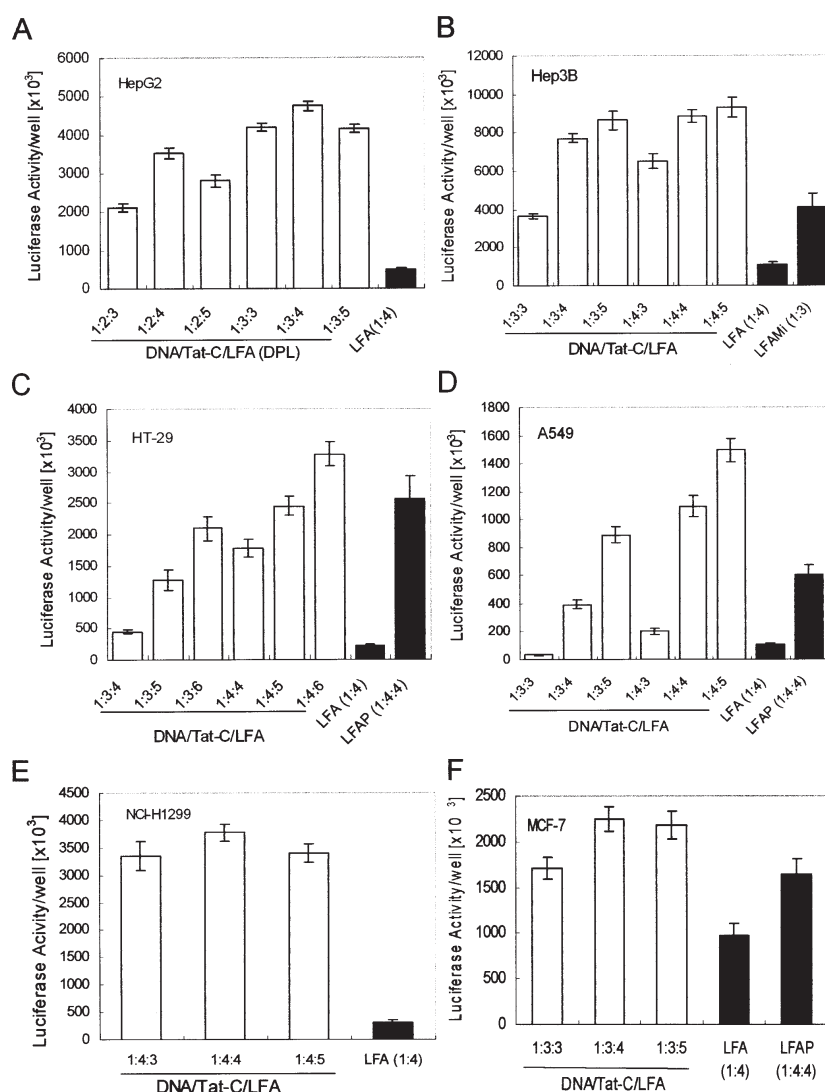 A
HepG2
Luciferase Activity/well [x10³]
6000
5000
4000
3000
2000
1000
0
1:2:3
1:2:4
1:2:5
1:3:3
1:3:4
1:3:5
LFA(1:4)
DNA/Tat-C/LFA (DPL)
B
Hep3B
Luciferase Activity/well [x10³]
12000
10000
8000
6000
4000
2000
0
1:3:3
1:3:4
1:3:5
1:4:3
1:4:4
1:4:5
LFA (1:4)
LFAMi (1:3)
DNA/Tat-C/LFA
C
HT-29
Luciferase Activity/well [x10³]
4000
3500
3000
2500
2000
1500
1000
500
0
1:3:4
1:3:5
1:3:6
1:4:4
1:4:5
1:4:6
LFA (1:4)
LFAP (1:4:4)
DNA/Tat-C/LFA
D
A549
Luciferase Activity/well [x10³]
1800
1600
1400
1200
1000
800
600
400
200
0
1:3:3
1:3:4
1:3:5
1:4:3
1:4:4
1:4:5
LFA (1:4)
LFAP (1:4:4)
DNA/Tat-C/LFA
E
NCI-H1299
Luciferase Acivity/well [x10³]
4500
4000
3500
3000
2500
2000
1500
1000
500
0
1:4:3
1:4:4
1:4:5
LFA (1:4)
DNA/Tat-C/LFA
F
MCF-7
Luciferase Activity/well [x10 ³]
2500
2000
1500
1000
500
0
1:3:3
1:3:4
1:3:5
LFA
(1:4)
LFAP
(1:4:4)
DNA/Tat-C/LFA